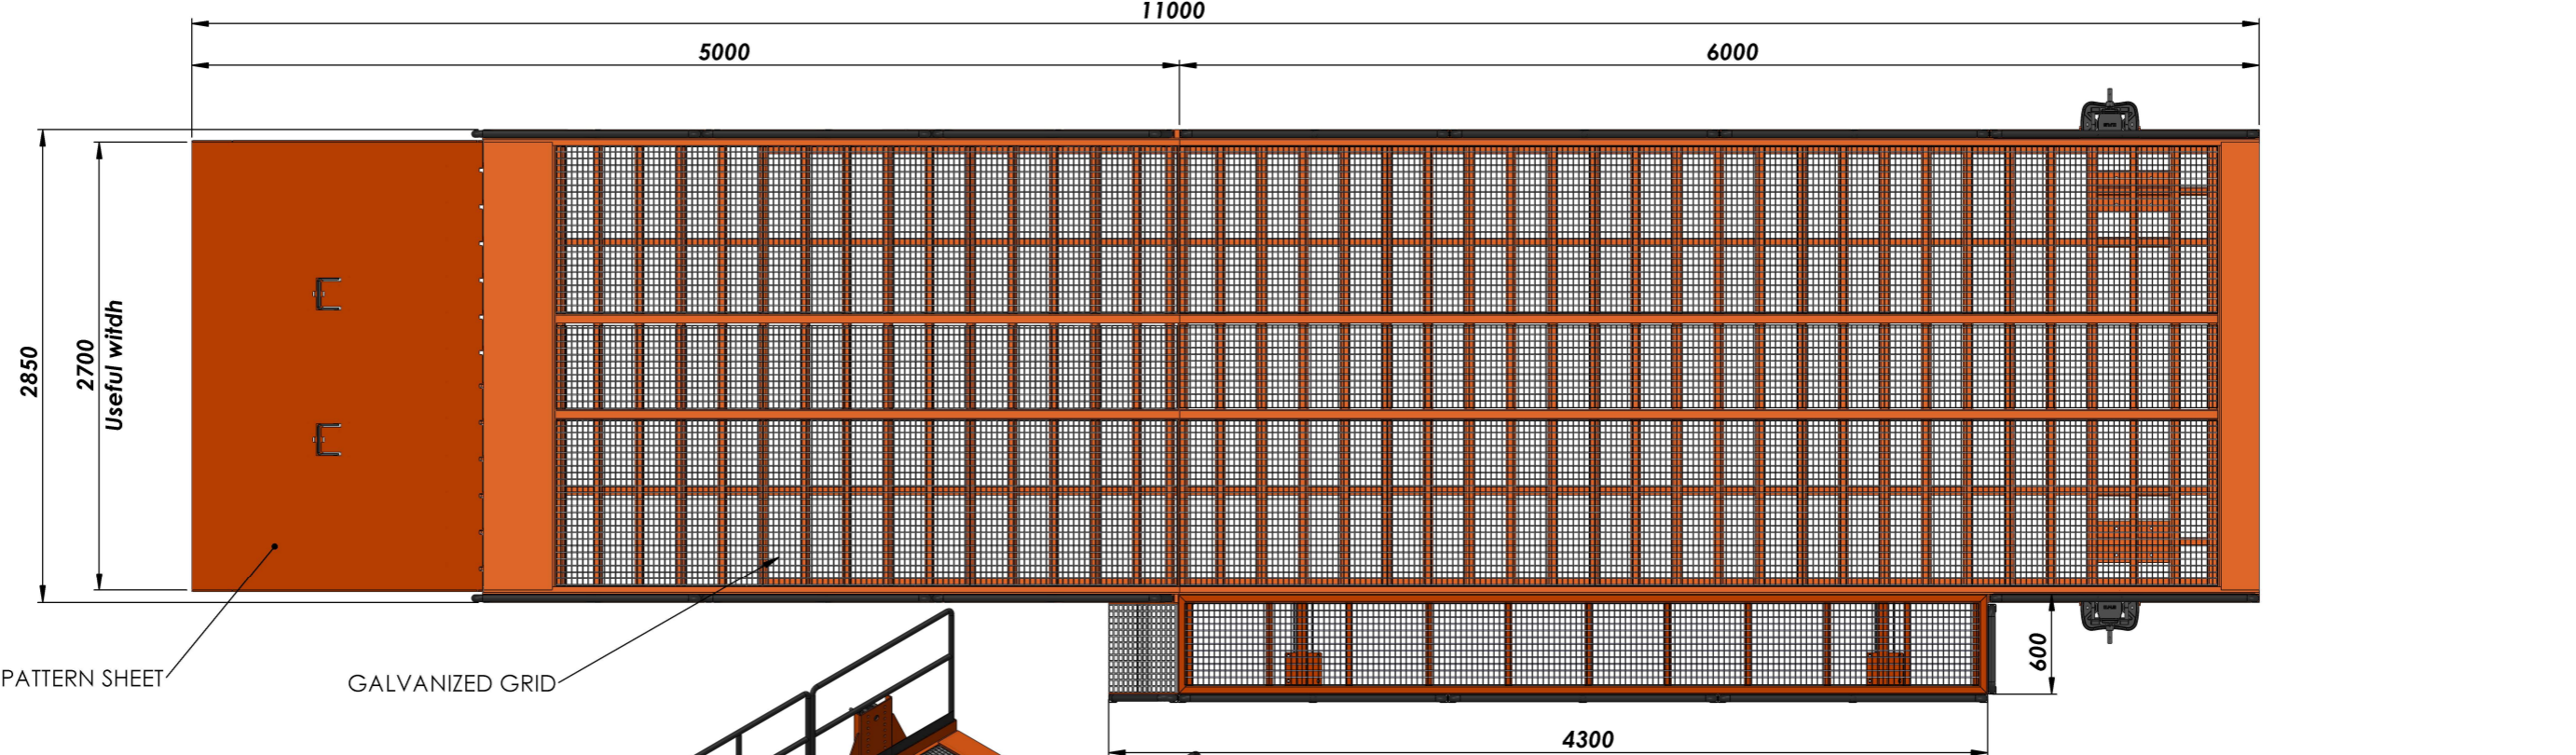 11000
5000
6000
2850
2700
Useful witdh
PATTERN SHEET
GALVANIZED GRID
600
4300